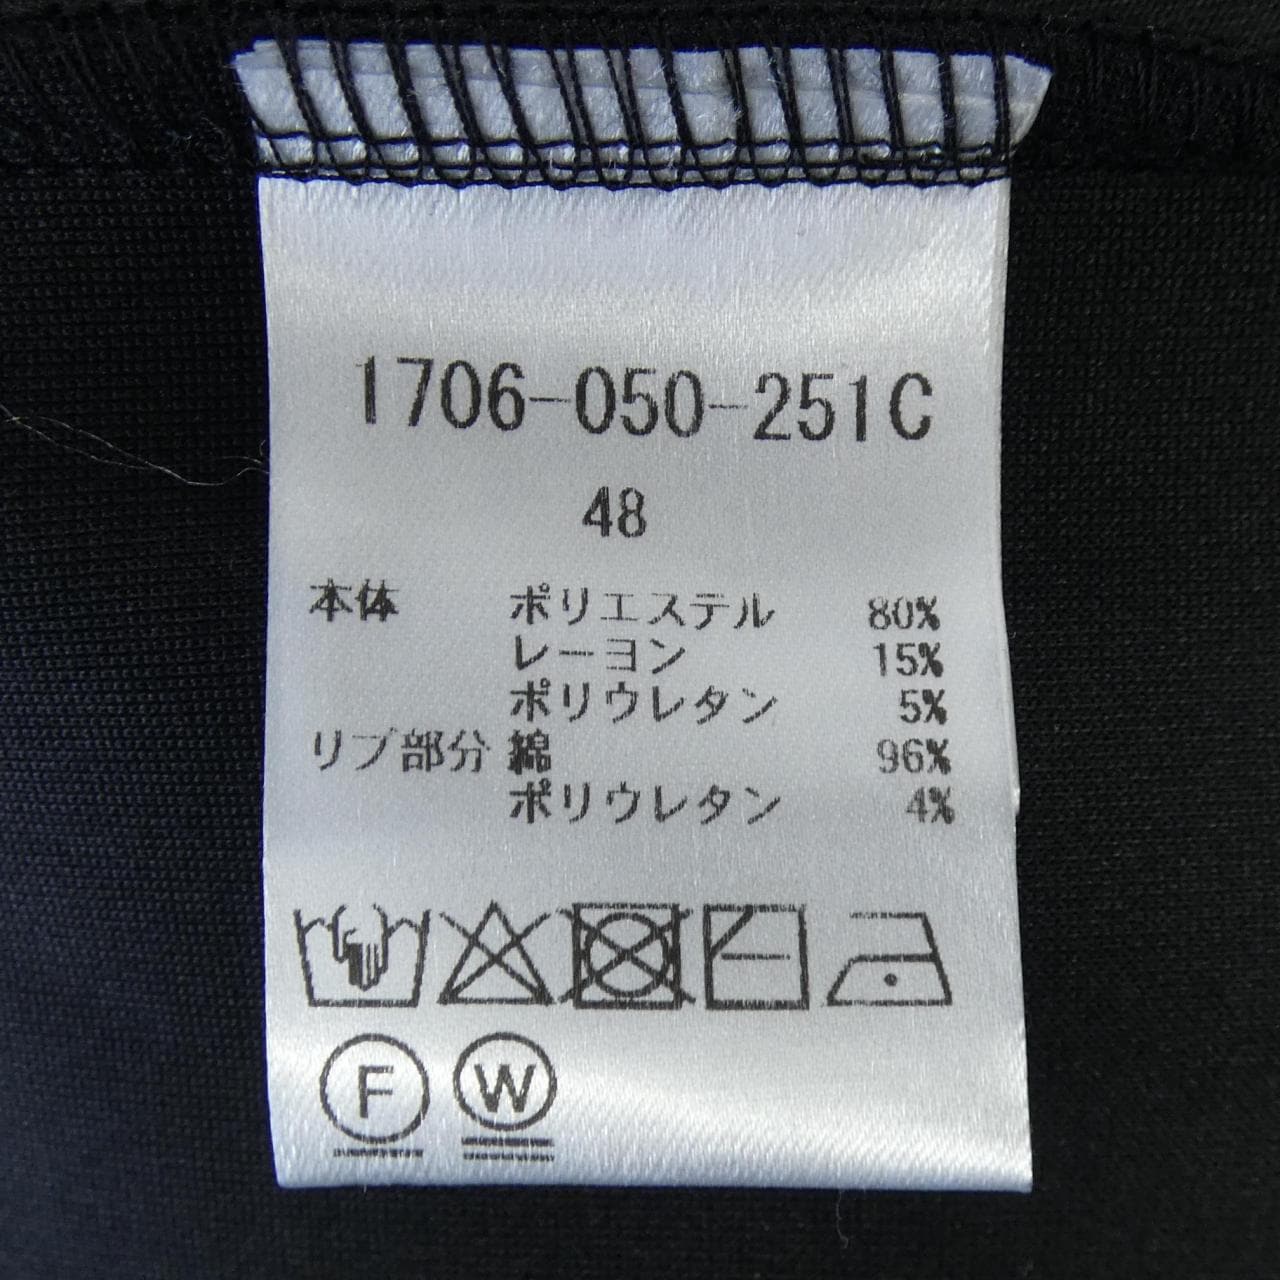 1706-050-251C
48
本体 ポリエステル 80%
レーヨン 15%
ポリウレタン 5%
リブ部分 綿 96%
ポリウレタン 4%
F W